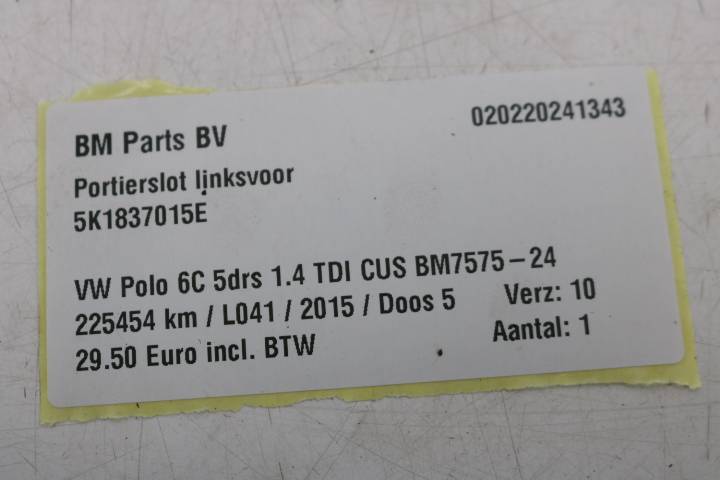 BM Parts BV 020220241343
Portierslot linksvoor
5K1837015E
VW Polo 6C 5drs 1.4 TDI CUS BM7575-24
225454 km / L041 / 2015 / Doos 5 Verz: 10
29.50 Euro incl. BTW Aantal: 1